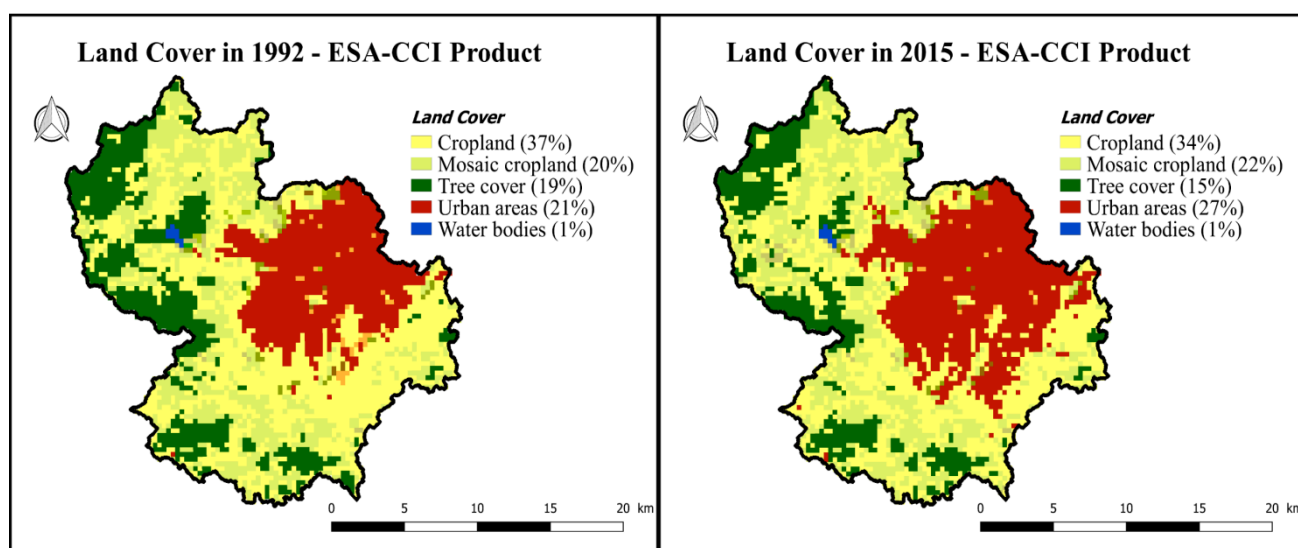 Land Cover in 1992 - ESA-CCI Product
Land Cover
Cropland (37%)
Mosaic cropland (20%)
Tree cover (19%)
Urban areas (21%)
Water bodies (1%)
0 5 10 15 20 km
Land Cover in 2015 - ESA-CCI Product
Land Cover
Cropland (34%)
Mosaic cropland (22%)
Tree cover (15%)
Urban areas (27%)
Water bodies (1%)
0 5 10 15 20 km